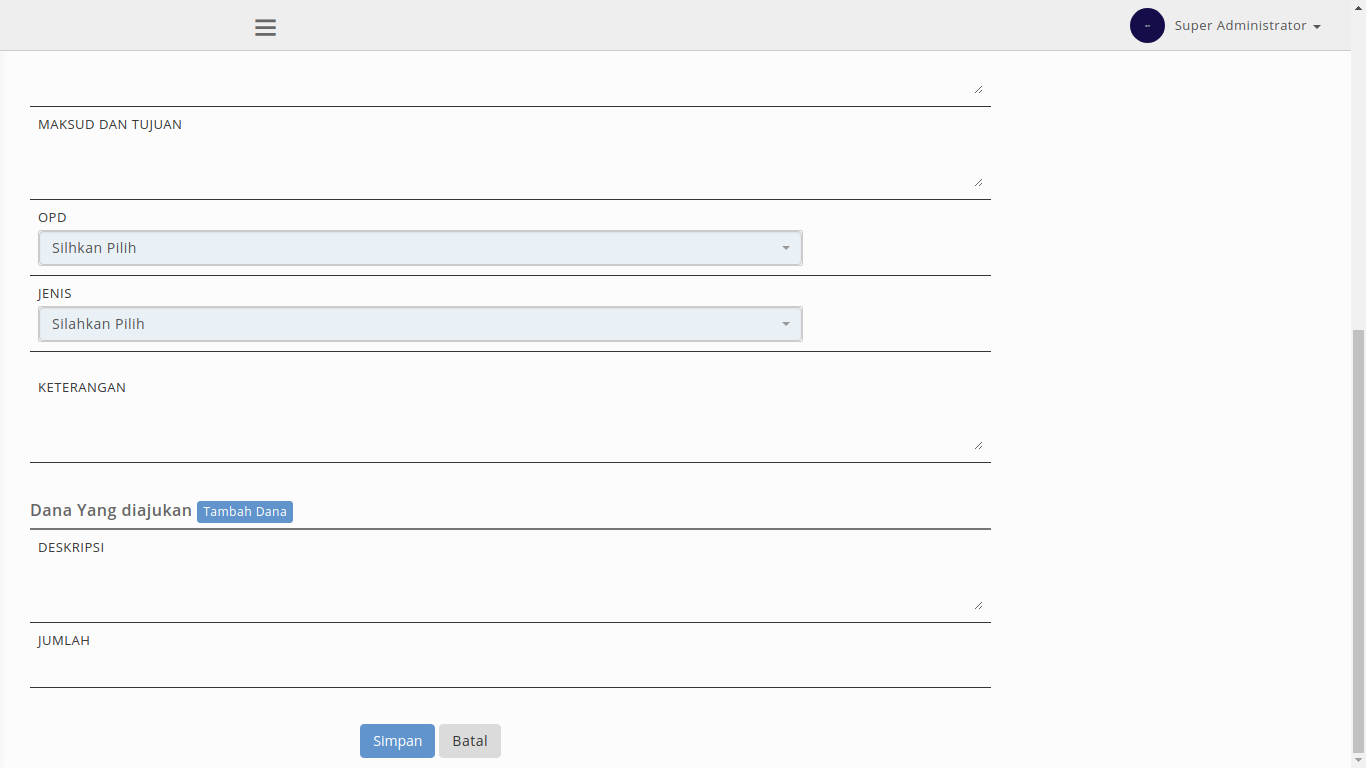 Super Administrator
MAKSUD DAN TUJUAN
OPD
Silhkan Pilih
JENIS
Silahkan Pilih
KETERANGAN
Dana Yang diajukan Tambah Dana
DESKRIPSI
JUMLAH
Simpan Batal